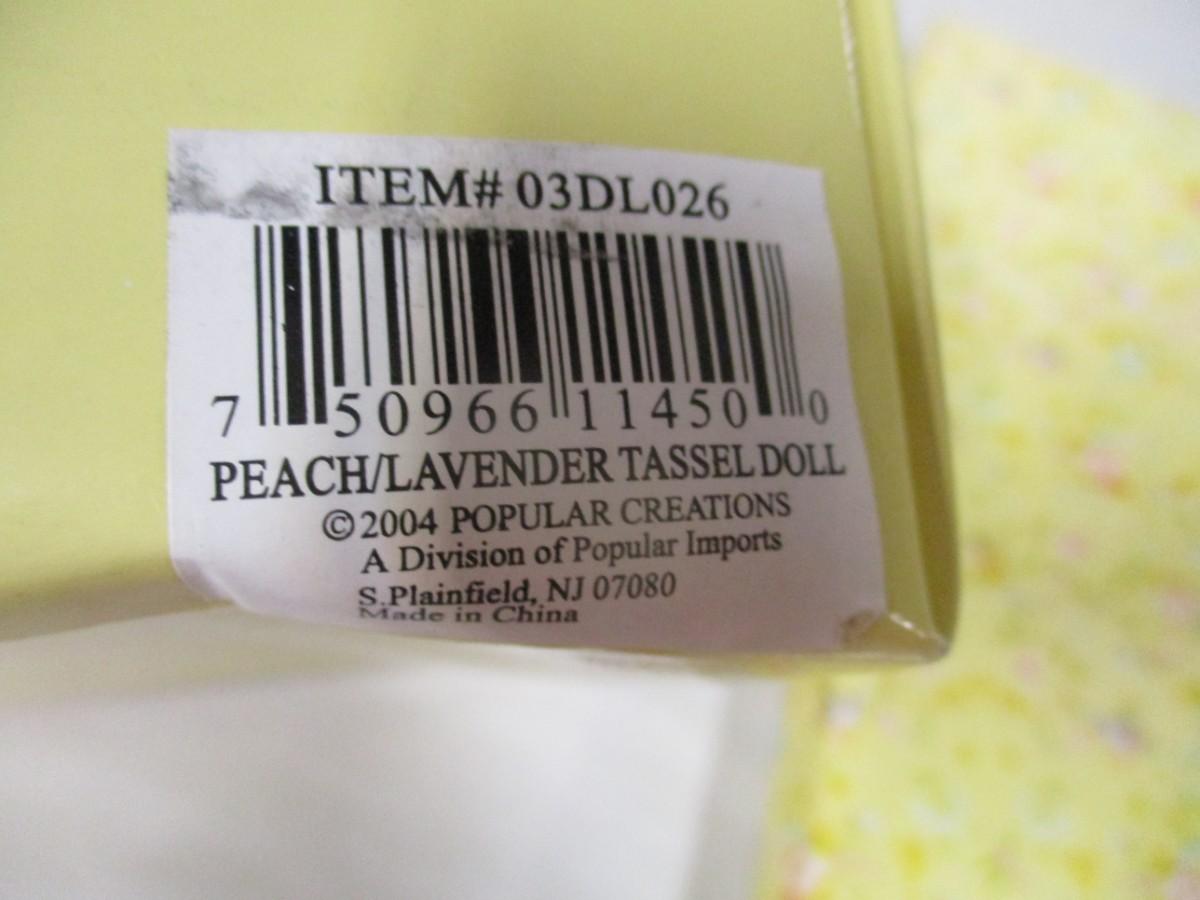 ITEM# 03DL026
7 50966 11450 0
PEACH/LAVENDER TASSEL DOLL
©2004 POPULAR CREATIONS
A Division of Popular Imports
S.Plainfield, NJ 07080
Made in China